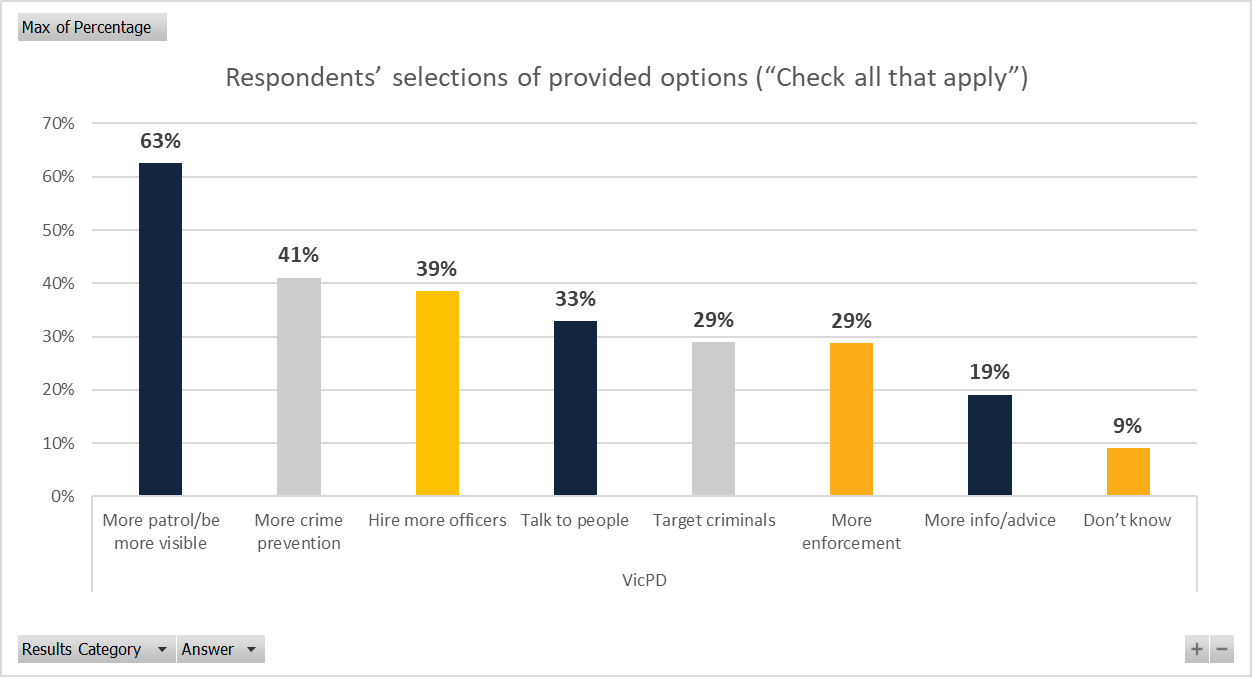 Max of Percentage
Respondents’ selections of provided options (“Check all that apply”)
70%
60%
50%
40%
30%
20%
10%
0%
63%
41%
39%
33%
29%
29%
19%
9%
More patrol/be
more visible
More crime
prevention
Hire more officers
Talk to people
Target criminals
More
enforcement
More info/advice
Don’t know
VicPD
Results Category
Answer